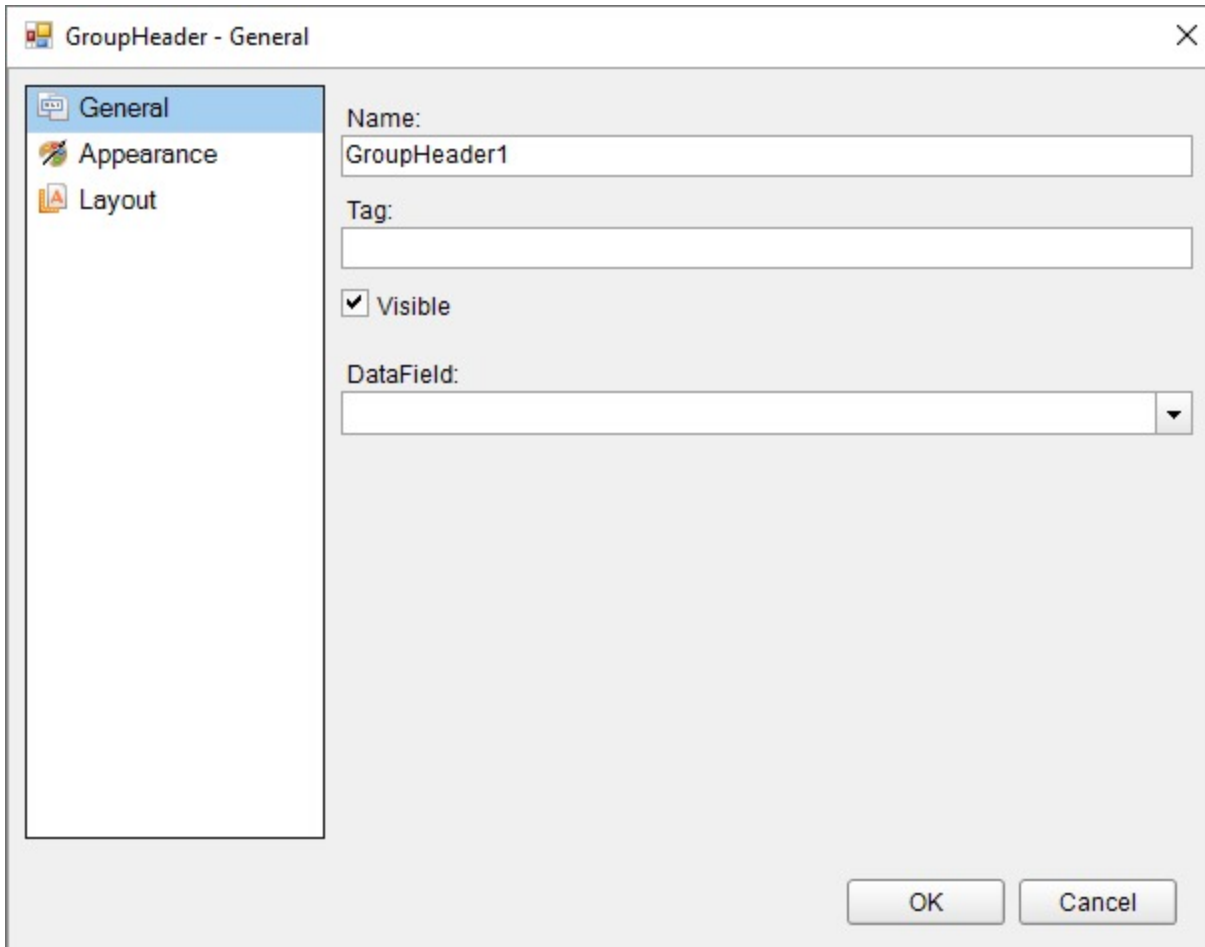 GroupHeader - General
General
Appearance
Layout
Name:
GroupHeader1
Tag:
Visible
DataField:
OK
Cancel